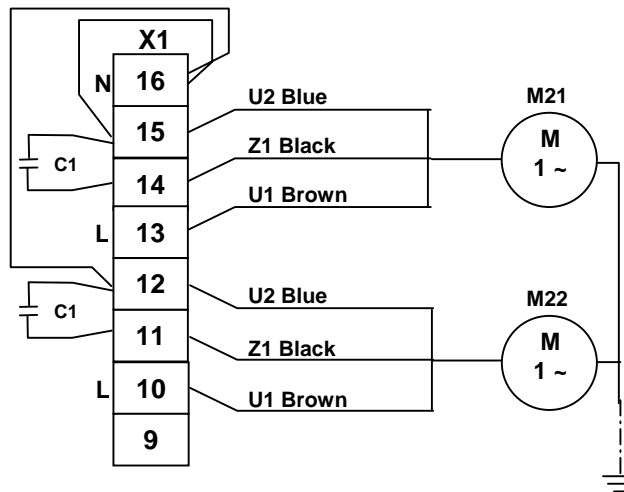 X1
N 16
U2 Blue
M21
15
Z1 Black
M
1 ~
C1
14
U1 Brown
L 13
12
U2 Blue
M22
C1
11
Z1 Black
M
1 ~
L 10
U1 Brown
9